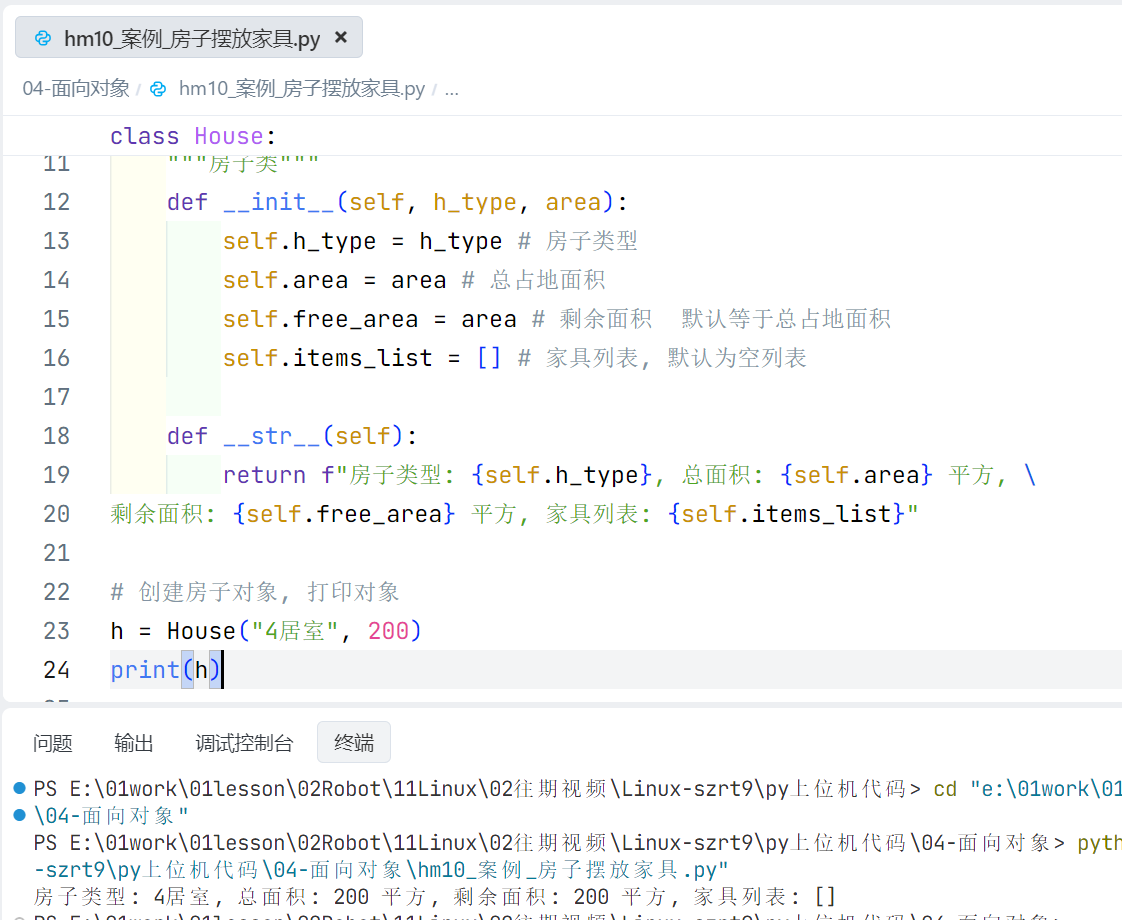 hm10_案例_房子摆放家具.py ×
04-面向对象 / hm10_案例_房子摆放家具.py / ...
class House:
11 """房子类"""
12 def __init__(self, h_type, area):
13 self.h_type = h_type # 房子类型
14 self.area = area # 总占地面积
15 self.free_area = area # 剩余面积 默认等于总占地面积
16 self.items_list = [] # 家具列表, 默认为空列表
17
18 def __str__(self):
19 return f"房子类型: {self.h_type}, 总面积: {self.area} 平方, \
20 剩余面积: {self.free_area} 平方, 家具列表: {self.items_list}"
21
22 # 创建房子对象, 打印对象
23 h = House("4居室", 200)
24 print(h)
问题 输出 调试控制台 终端
PS E:\01work\01lesson\02Robot\11Linux\02往期视频\Linux-szrt9\py上位机代码> cd "e:\01work\01
\04-面向对象"
PS E:\01work\01lesson\02Robot\11Linux\02往期视频\Linux-szrt9\py上位机代码\04-面向对象> pyth
-szrt9\py上位机代码\04-面向对象\hm10_案例_房子摆放家具.py"
房子类型: 4居室, 总面积: 200 平方, 剩余面积: 200 平方, 家具列表: []